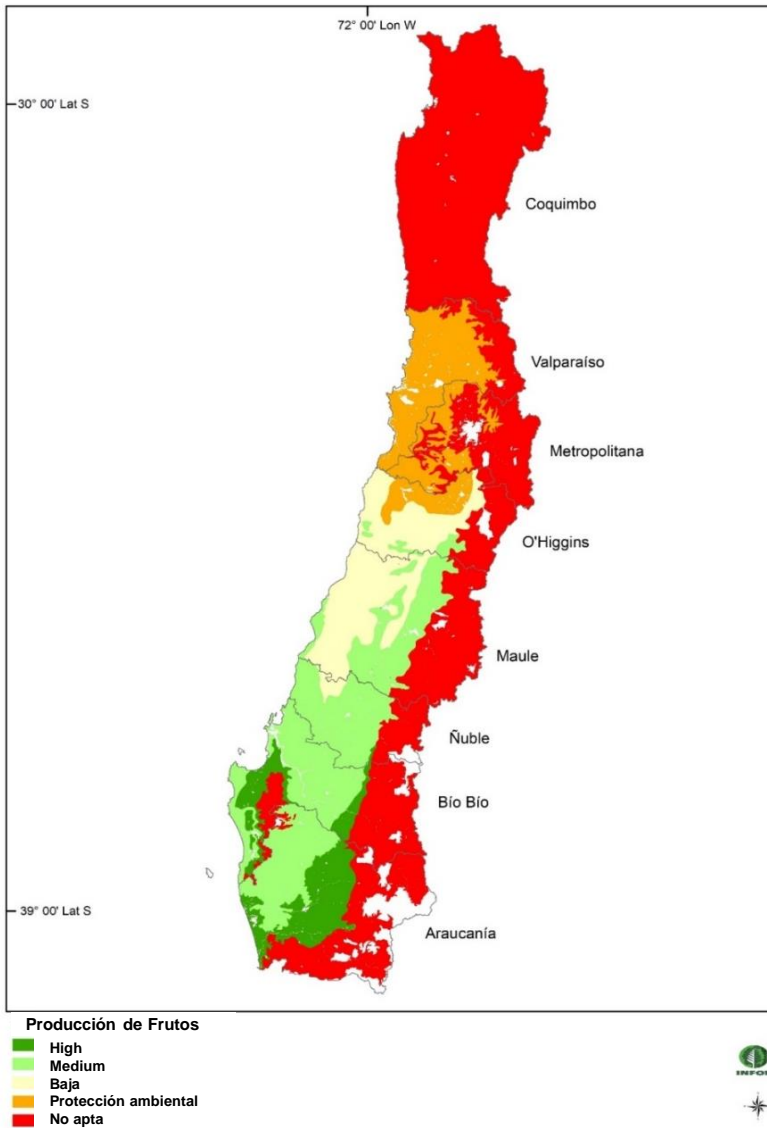 72° 00' Lon W
30° 00' Lat S
Coquimbo
Valparaíso
Metropolitana
O'Higgins
Maule
Ñuble
Bío Bío
39° 00' Lat S
Araucanía
Producción de Frutos
High
Medium
Baja
Protección ambiental
No apta